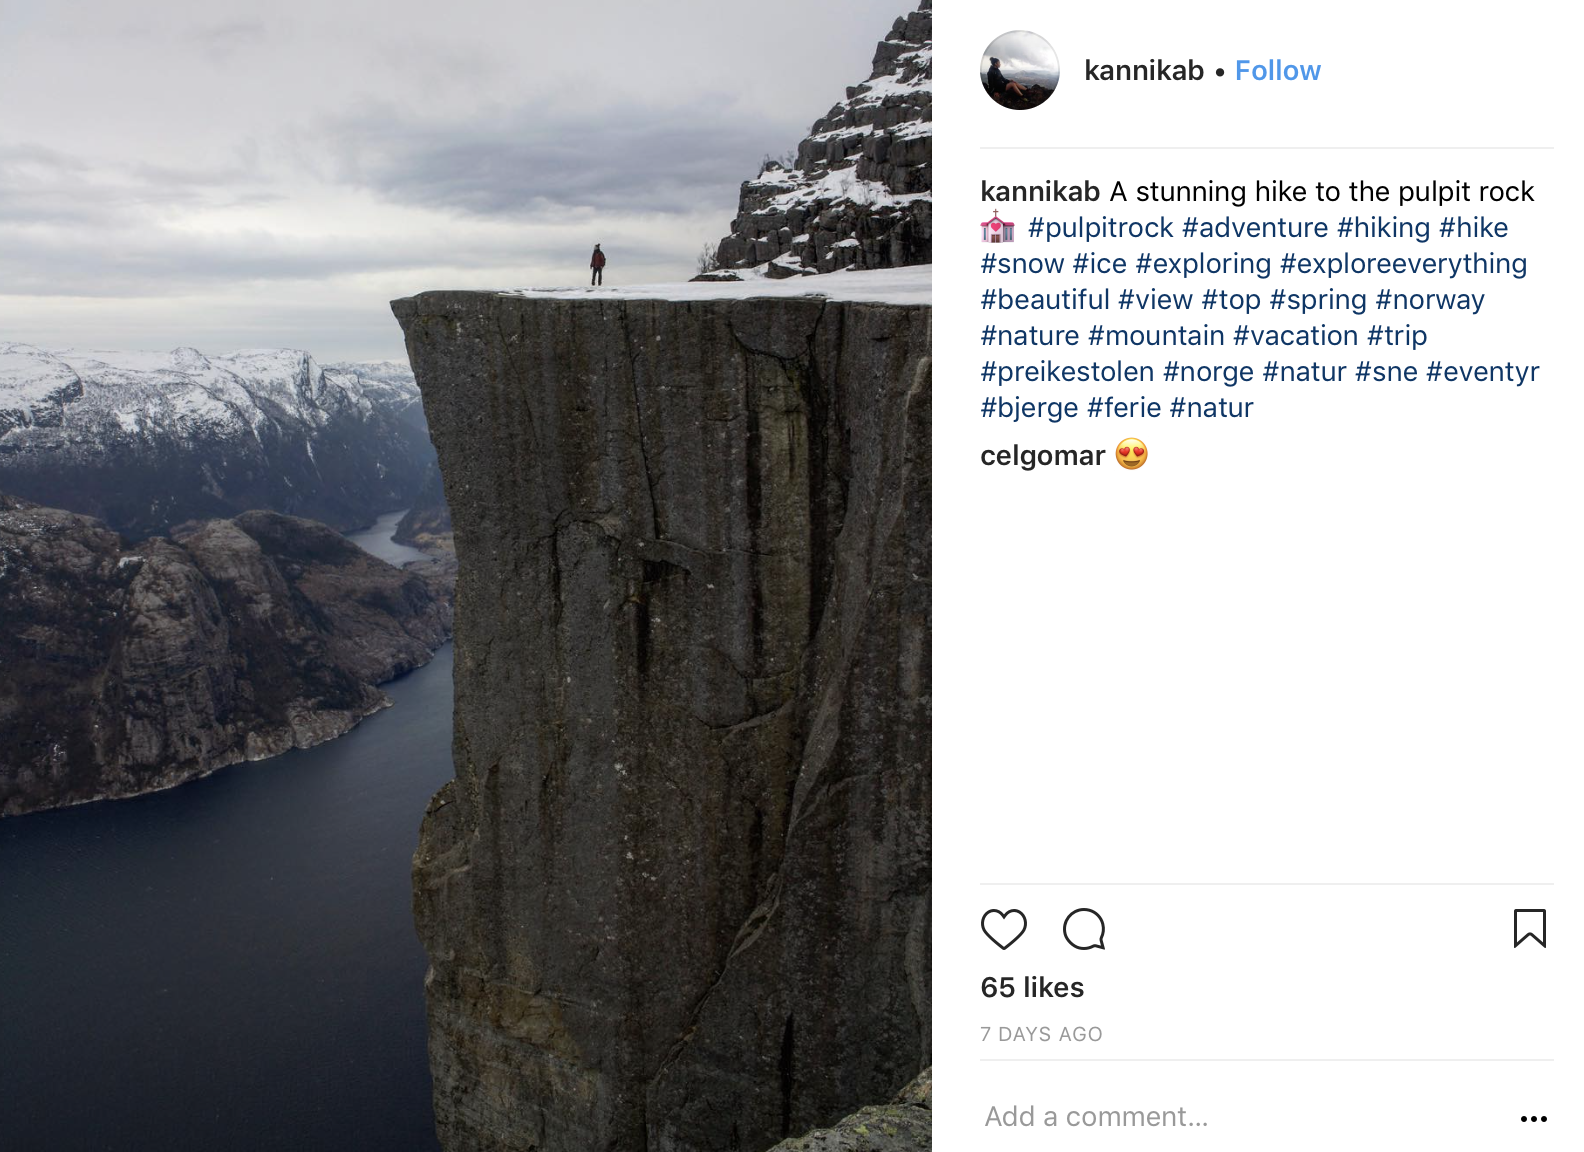 kannikab • Follow
kannikab A stunning hike to the pulpit rock
💒 #pulpitrock #adventure #hiking #hike
#snow #ice #exploring #exploreeverything
#beautiful #view #top #spring #norway
#nature #mountain #vacation #trip
#preikestolen #norge #natur #sne #eventyr
#bjerge #ferie #natur
celgomar 😍
65 likes
7 DAYS AGO
Add a comment...